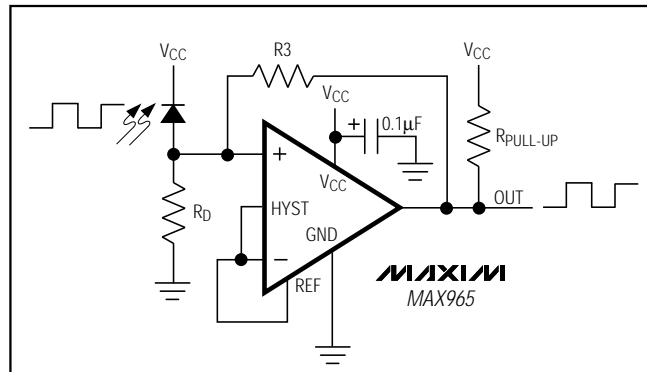 R3
VCC
VCC
VCC
+ 0.1μF
RPULL-UP
+
VCC
HYST
RD
OUT
GND
−
REF
MAXIM
MAX965